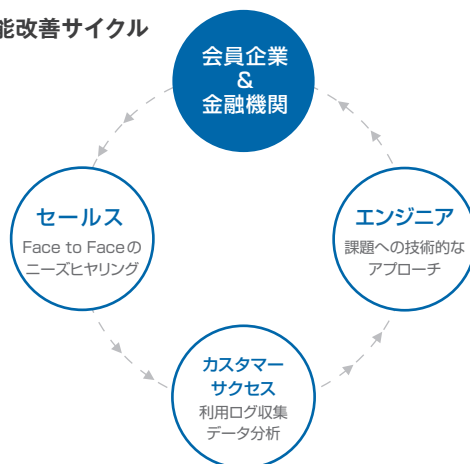 能改善サイクル
会員企業
&
金融機関
セールス
Face to Faceの
ニーズヒヤリング
エンジニア
課題への技術的な
アプローチ
カスタマー
サクセス
利用ログ収集
データ分析